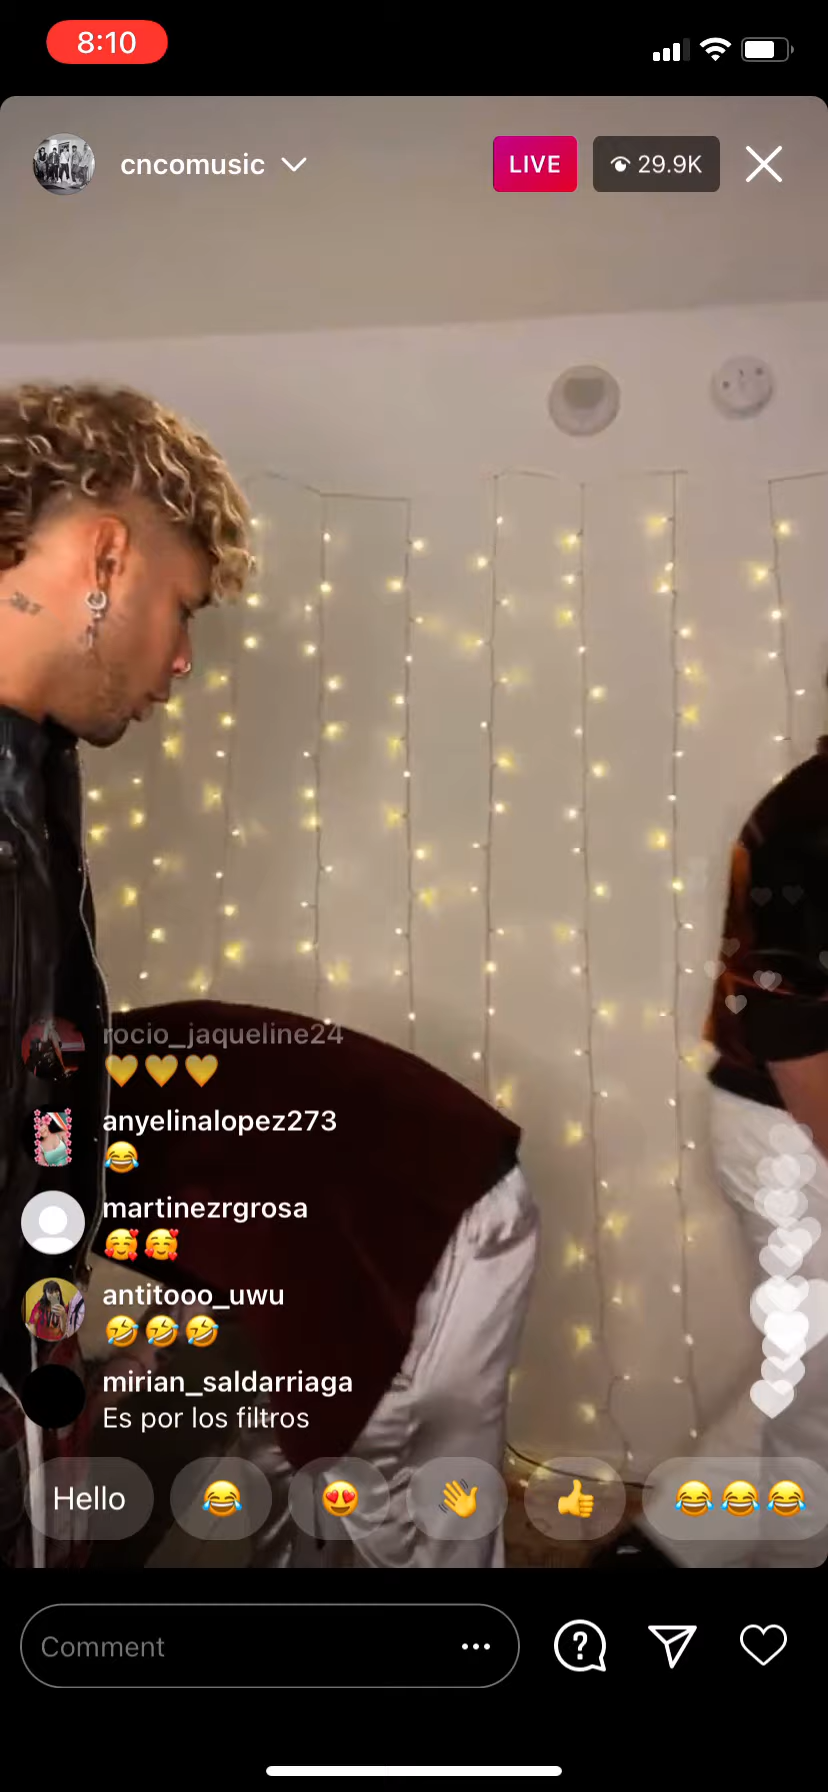 8:10
cncomusic
LIVE
29.9K
rocio_jaqueline24
💛💛💛
anyelinalopez273
😂
martinezrgrosa
🥰🥰
antitooo_uwu
🤣🤣🤣
mirian_saldarriaga
Es por los filtros
Hello 😂 😍 👋 👍 😂😂😂
Comment